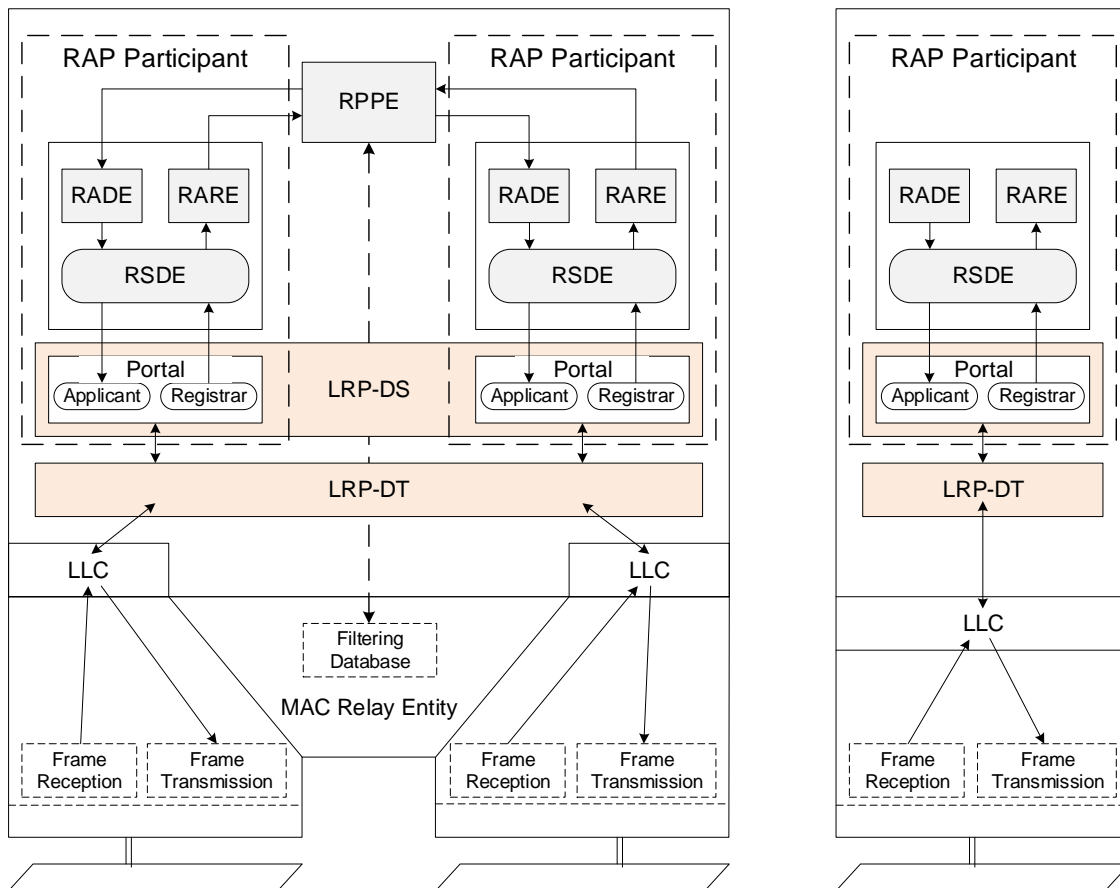 RAP Participant
RAP Participant
RAP Participant
RPPE
RADE
RARE
RADE
RARE
RADE
RARE
RSDE
RSDE
RSDE
Portal
Applicant
Registrar
LRP-DS
Portal
Applicant
Registrar
Portal
Applicant
Registrar
LRP-DT
LRP-DT
LLC
LLC
LLC
Filtering
Database
MAC Relay Entity
Frame
Reception
Frame
Transmission
Frame
Reception
Frame
Transmission
Frame
Reception
Frame
Transmission